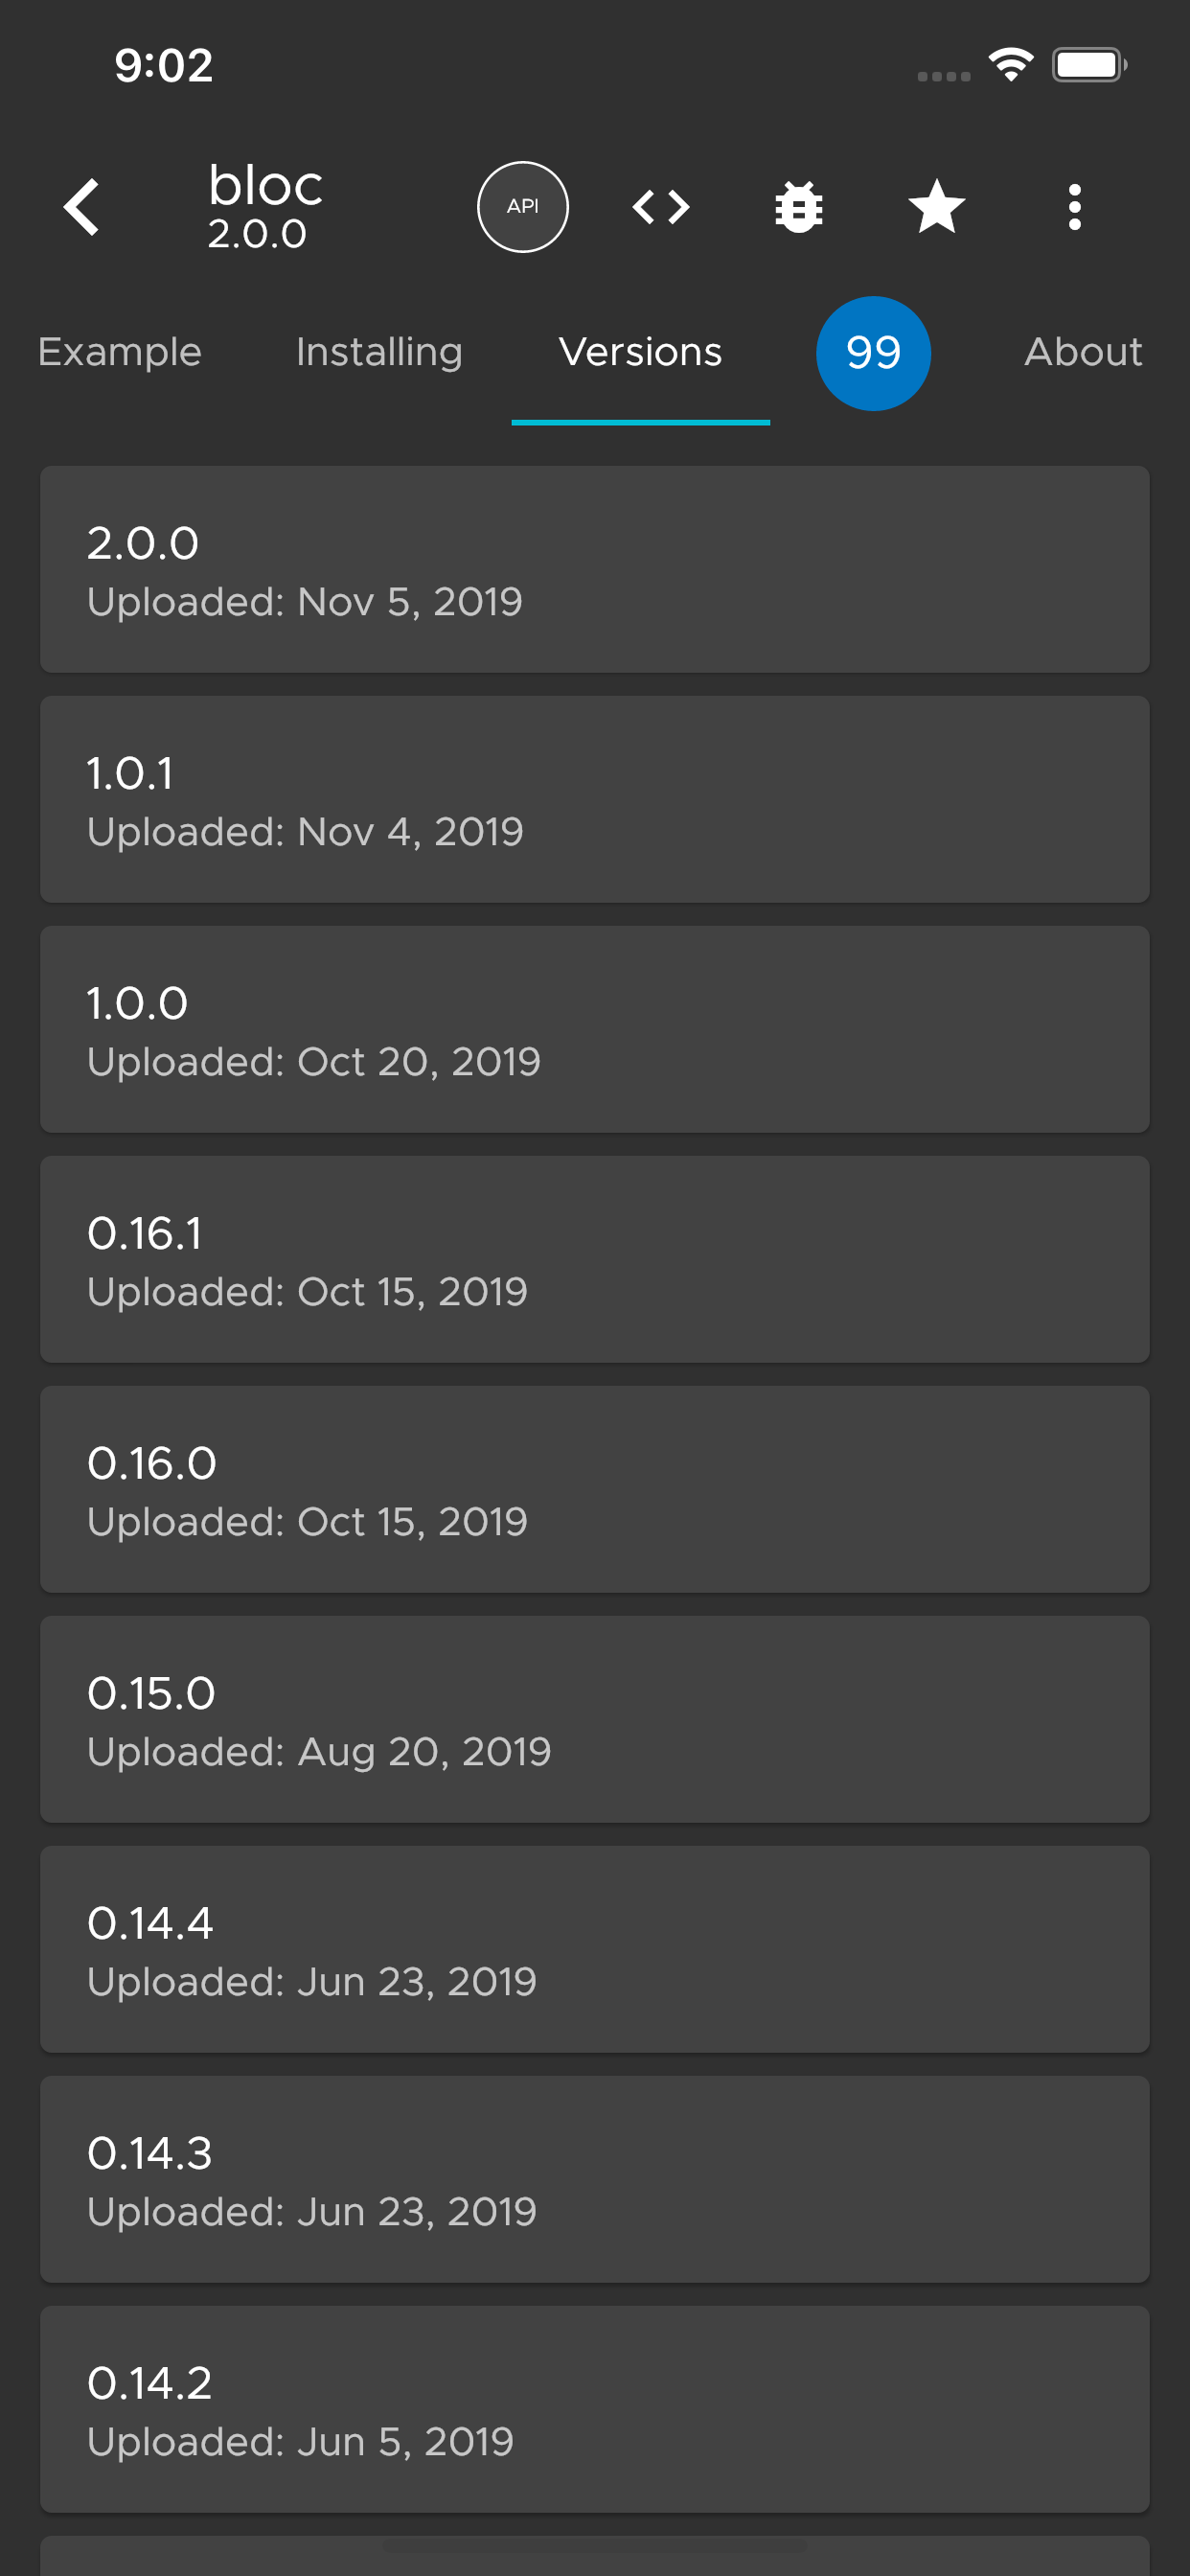 9:02
bloc
2.0.0
API
Example
Installing
Versions
99
About
2.0.0
Uploaded: Nov 5, 2019
1.0.1
Uploaded: Nov 4, 2019
1.0.0
Uploaded: Oct 20, 2019
0.16.1
Uploaded: Oct 15, 2019
0.16.0
Uploaded: Oct 15, 2019
0.15.0
Uploaded: Aug 20, 2019
0.14.4
Uploaded: Jun 23, 2019
0.14.3
Uploaded: Jun 23, 2019
0.14.2
Uploaded: Jun 5, 2019